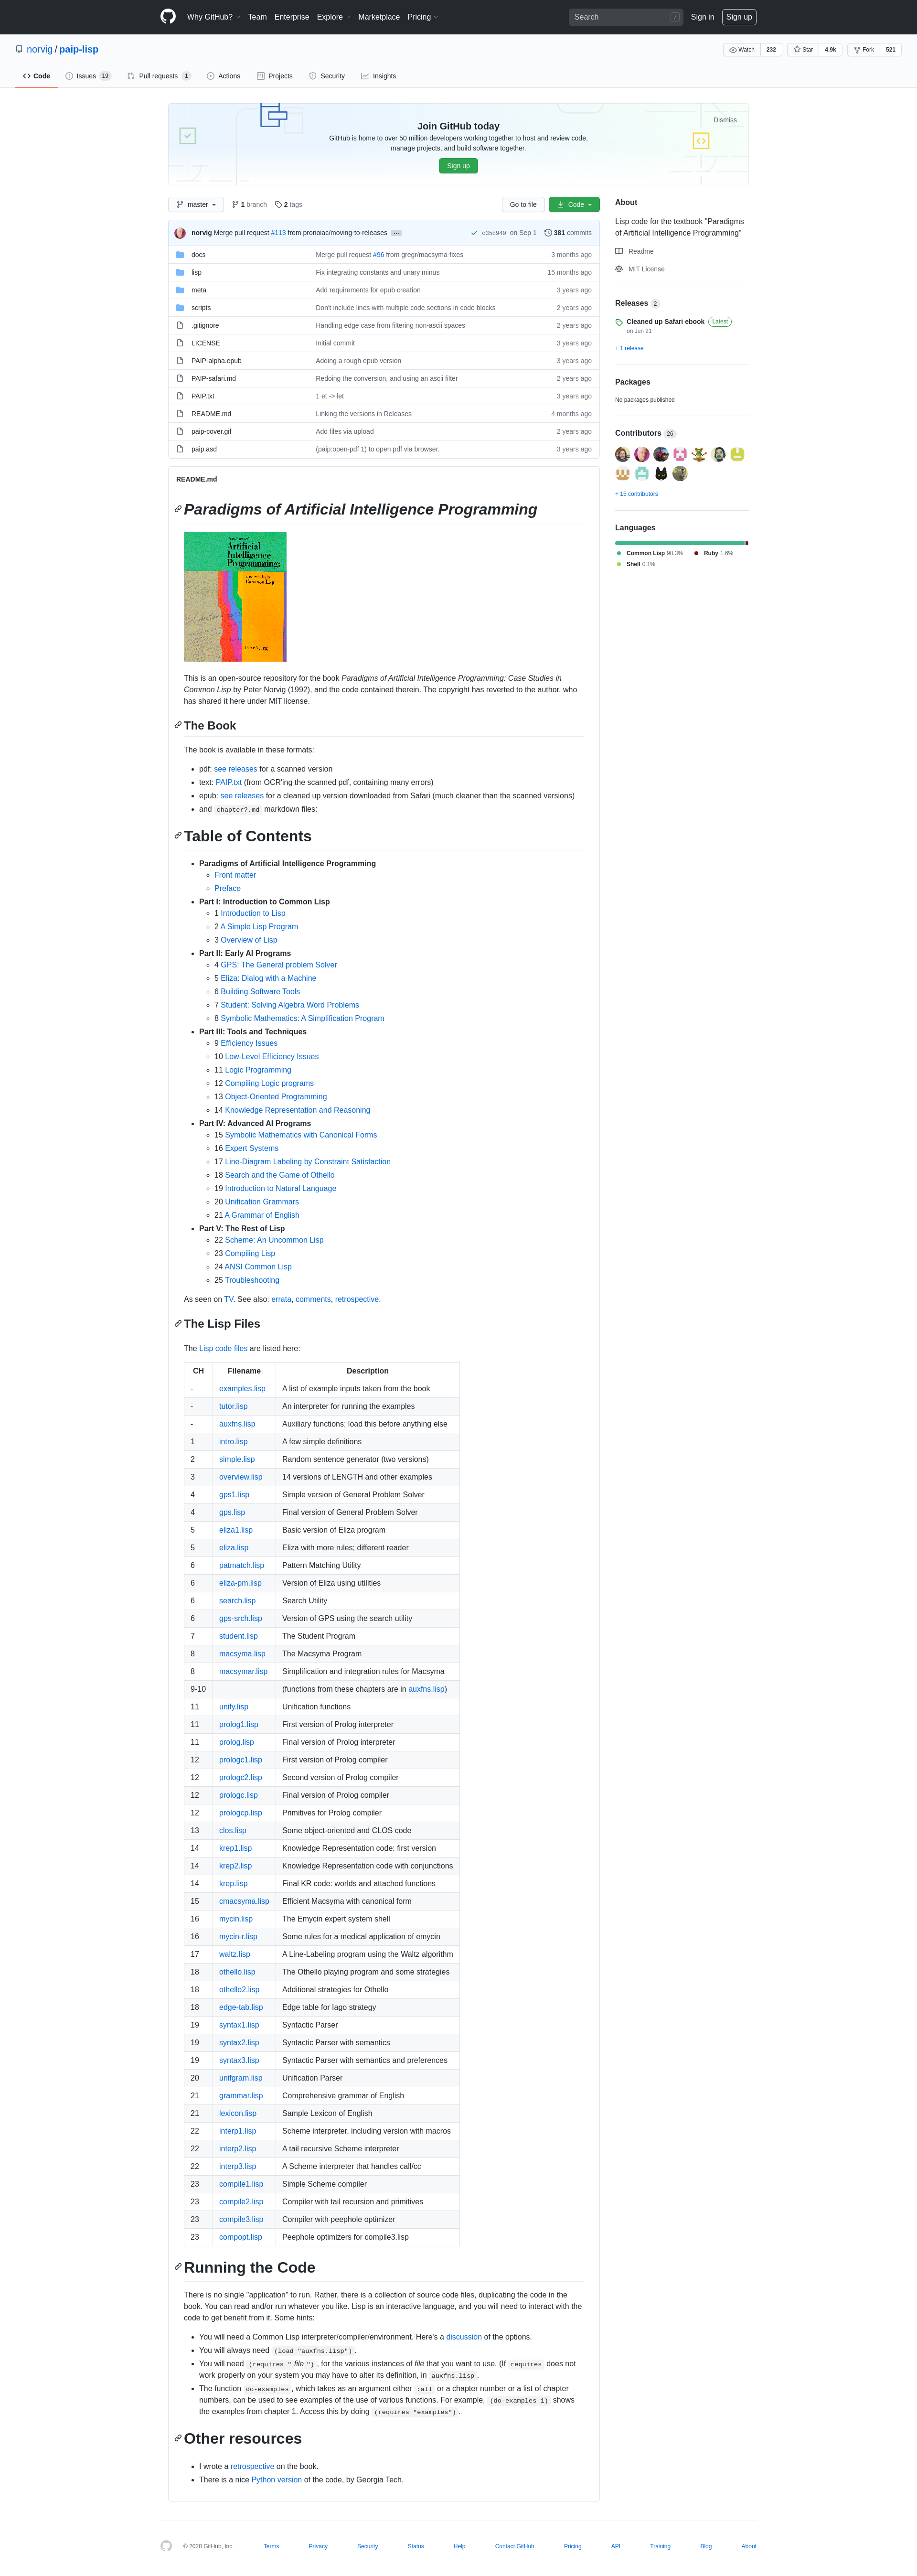 Why GitHub? Team Enterprise Explore Marketplace Pricing Search / Sign in Sign up
norvig / paip-lisp Watch 232 Star 4.9k Fork 521
Code Issues 19 Pull requests 1 Actions Projects Security Insights
Dismiss
Join GitHub today
GitHub is home to over 50 million developers working together to host and review code,
manage projects, and build software together.
Sign up
master 1 branch 2 tags Go to file Code
norvig Merge pull request #113 from pronoiac/moving-to-releases ... c35b940 on Sep 1 381 commits
docs Merge pull request #96 from gregr/macsyma-fixes 3 months ago
lisp Fix integrating constants and unary minus 15 months ago
meta Add requirements for epub creation 3 years ago
scripts Don't include lines with multiple code sections in code blocks 2 years ago
.gitignore Handling edge case from filtering non-ascii spaces 2 years ago
LICENSE Initial commit 3 years ago
PAIP-alpha.epub Adding a rough epub version 3 years ago
PAIP-safari.md Redoing the conversion, and using an ascii filter 2 years ago
PAIP.txt 1 et -> let 3 years ago
README.md Linking the versions in Releases 4 months ago
paip-cover.gif Add files via upload 2 years ago
paip.asd (paip:open-pdf 1) to open pdf via browser. 3 years ago
About
Lisp code for the textbook "Paradigms
of Artificial Intelligence Programming"
Readme
MIT License
Releases 2
Cleaned up Safari ebook Latest
on Jun 21
+ 1 release
Packages
No packages published
Contributors 26
+ 15 contributors
Languages
Common Lisp 98.3% Ruby 1.6%
Shell 0.1%
README.md
Paradigms of Artificial Intelligence Programming
Paradigms of
Artificial
Intelligence
Programming:
Case Studies in
Common Lisp
Peter Norvig
This is an open-source repository for the book Paradigms of Artificial Intelligence Programming: Case Studies in
Common Lisp by Peter Norvig (1992), and the code contained therein. The copyright has reverted to the author, who
has shared it here under MIT license.
The Book
The book is available in these formats:
pdf: see releases for a scanned version
text: PAIP.txt (from OCR'ing the scanned pdf, containing many errors)
epub: see releases for a cleaned up version downloaded from Safari (much cleaner than the scanned versions)
and chapter?.md markdown files:
Table of Contents
Paradigms of Artificial Intelligence Programming
Front matter
Preface
Part I: Introduction to Common Lisp
1 Introduction to Lisp
2 A Simple Lisp Program
3 Overview of Lisp
Part II: Early AI Programs
4 GPS: The General problem Solver
5 Eliza: Dialog with a Machine
6 Building Software Tools
7 Student: Solving Algebra Word Problems
8 Symbolic Mathematics: A Simplification Program
Part III: Tools and Techniques
9 Efficiency Issues
10 Low-Level Efficiency Issues
11 Logic Programming
12 Compiling Logic programs
13 Object-Oriented Programming
14 Knowledge Representation and Reasoning
Part IV: Advanced AI Programs
15 Symbolic Mathematics with Canonical Forms
16 Expert Systems
17 Line-Diagram Labeling by Constraint Satisfaction
18 Search and the Game of Othello
19 Introduction to Natural Language
20 Unification Grammars
21 A Grammar of English
Part V: The Rest of Lisp
22 Scheme: An Uncommon Lisp
23 Compiling Lisp
24 ANSI Common Lisp
25 Troubleshooting
As seen on TV. See also: errata, comments, retrospective.
The Lisp Files
The Lisp code files are listed here:
CH Filename Description
- examples.lisp A list of example inputs taken from the book
- tutor.lisp An interpreter for running the examples
- auxfns.lisp Auxiliary functions; load this before anything else
1 intro.lisp A few simple definitions
2 simple.lisp Random sentence generator (two versions)
3 overview.lisp 14 versions of LENGTH and other examples
4 gps1.lisp Simple version of General Problem Solver
4 gps.lisp Final version of General Problem Solver
5 eliza1.lisp Basic version of Eliza program
5 eliza.lisp Eliza with more rules; different reader
6 patmatch.lisp Pattern Matching Utility
6 eliza-pm.lisp Version of Eliza using utilities
6 search.lisp Search Utility
6 gps-srch.lisp Version of GPS using the search utility
7 student.lisp The Student Program
8 macsyma.lisp The Macsyma Program
8 macsymar.lisp Simplification and integration rules for Macsyma
9-10 (functions from these chapters are in auxfns.lisp)
11 unify.lisp Unification functions
11 prolog1.lisp First version of Prolog interpreter
11 prolog.lisp Final version of Prolog interpreter
12 prologc1.lisp First version of Prolog compiler
12 prologc2.lisp Second version of Prolog compiler
12 prologc.lisp Final version of Prolog compiler
12 prologcp.lisp Primitives for Prolog compiler
13 clos.lisp Some object-oriented and CLOS code
14 krep1.lisp Knowledge Representation code: first version
14 krep2.lisp Knowledge Representation code with conjunctions
14 krep.lisp Final KR code: worlds and attached functions
15 cmacsyma.lisp Efficient Macsyma with canonical form
16 mycin.lisp The Emycin expert system shell
16 mycin-r.lisp Some rules for a medical application of emycin
17 waltz.lisp A Line-Labeling program using the Waltz algorithm
18 othello.lisp The Othello playing program and some strategies
18 othello2.lisp Additional strategies for Othello
18 edge-tab.lisp Edge table for Iago strategy
19 syntax1.lisp Syntactic Parser
19 syntax2.lisp Syntactic Parser with semantics
19 syntax3.lisp Syntactic Parser with semantics and preferences
20 unifgram.lisp Unification Parser
21 grammar.lisp Comprehensive grammar of English
21 lexicon.lisp Sample Lexicon of English
22 interp1.lisp Scheme interpreter, including version with macros
22 interp2.lisp A tail recursive Scheme interpreter
22 interp3.lisp A Scheme interpreter that handles call/cc
23 compile1.lisp Simple Scheme compiler
23 compile2.lisp Compiler with tail recursion and primitives
23 compile3.lisp Compiler with peephole optimizer
23 compopt.lisp Peephole optimizers for compile3.lisp
Running the Code
There is no single "application" to run. Rather, there is a collection of source code files, duplicating the code in the
book. You can read and/or run whatever you like. Lisp is an interactive language, and you will need to interact with the
code to get benefit from it. Some hints:
You will need a Common Lisp interpreter/compiler/environment. Here's a discussion of the options.
You will always need (load "auxfns.lisp") .
You will need (requires " file ") , for the various instances of file that you want to use. (If requires does not
work properly on your system you may have to alter its definition, in auxfns.lisp .
The function do-examples , which takes as an argument either :all or a chapter number or a list of chapter
numbers, can be used to see examples of the use of various functions. For example, (do-examples 1) shows
the examples from chapter 1. Access this by doing (requires "examples") .
Other resources
I wrote a retrospective on the book.
There is a nice Python version of the code, by Georgia Tech.
© 2020 GitHub, Inc. Terms Privacy Security Status Help Contact GitHub Pricing API Training Blog About